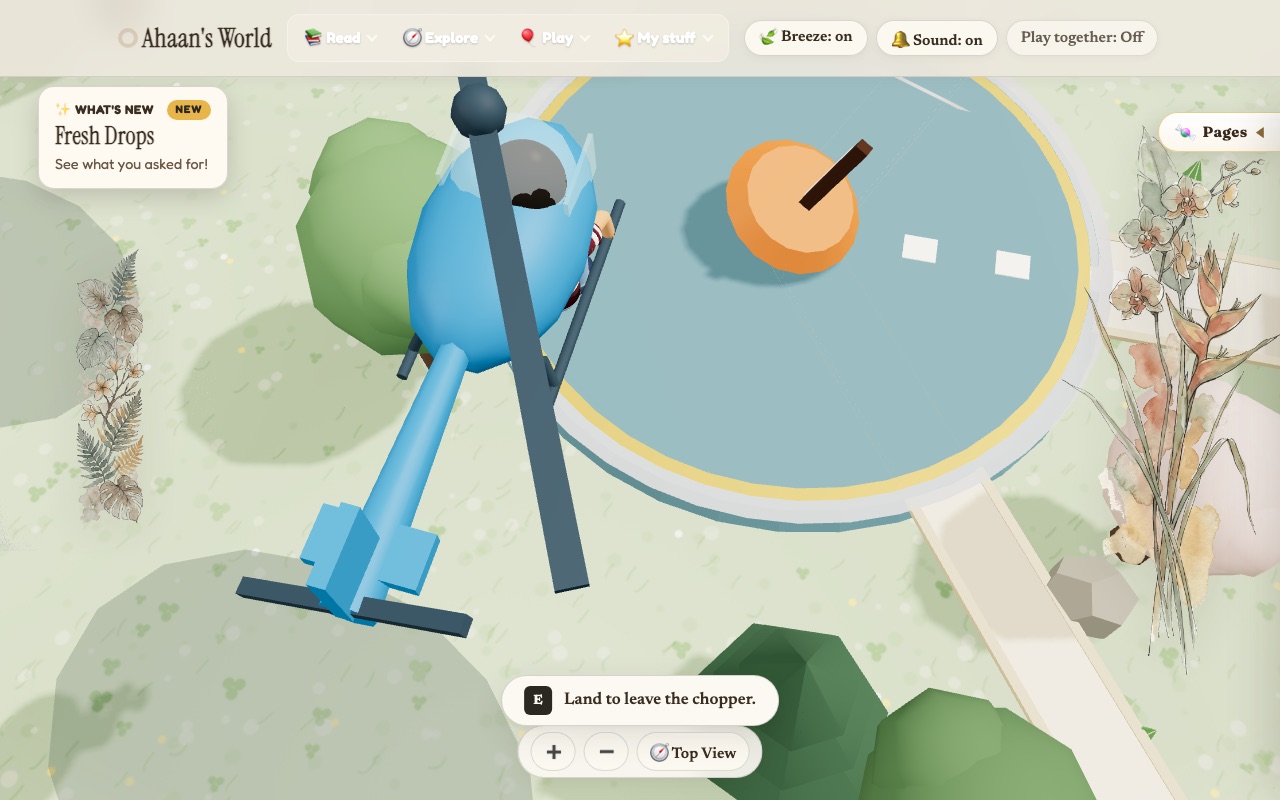 Ahaan's World
Read
Explore
Play
My stuff
Breeze: on
Sound: on
Play together: Off
WHAT'S NEW
NEW
Fresh Drops
See what you asked for!
Pages
E
Land to leave the chopper.
+
−
Top View